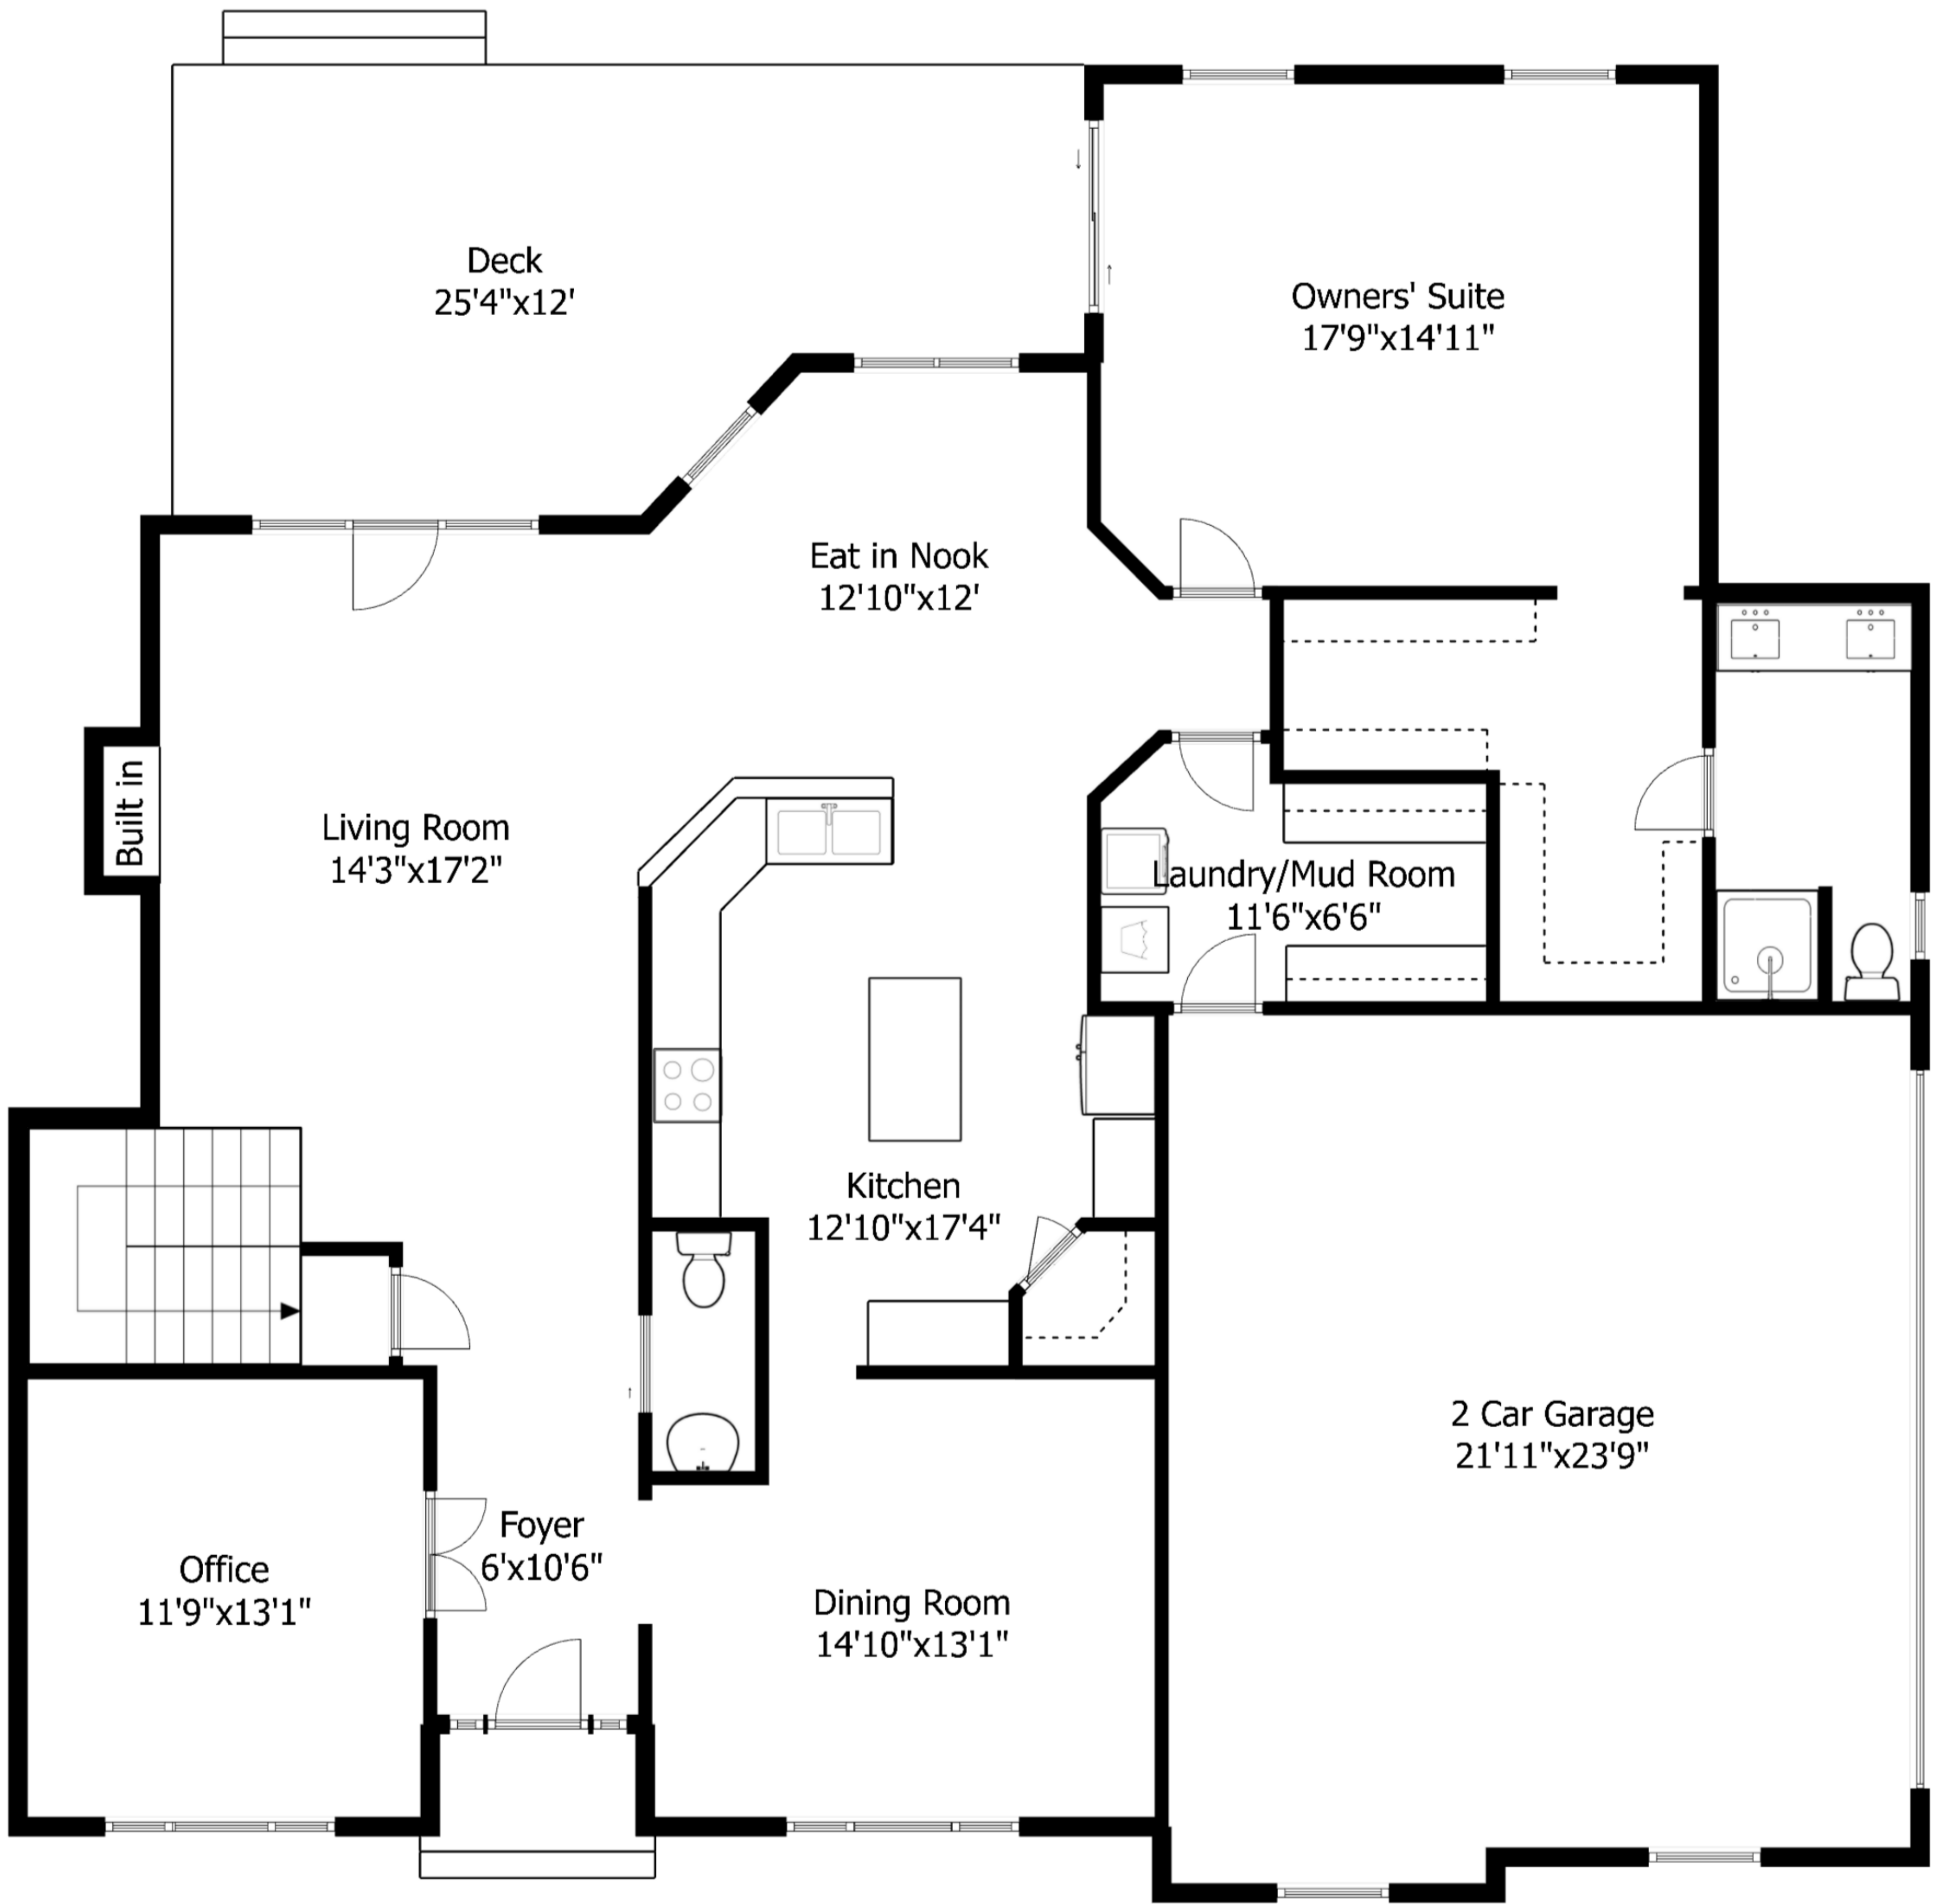 Deck
25'4"x12'
Owners' Suite
17'9"x14'11"
Eat in Nook
12'10"x12'
Built in
Living Room
14'3"x17'2"
Laundry/Mud Room
11'6"x6'6"
Kitchen
12'10"x17'4"
2 Car Garage
21'11"x23'9"
Foyer
6'x10'6"
Office
11'9"x13'1"
Dining Room
14'10"x13'1"